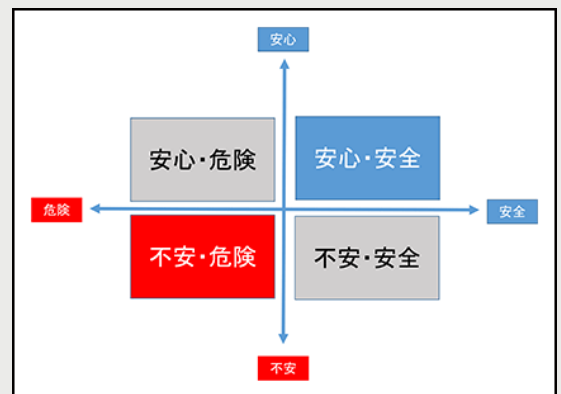 安心
安心・危険
安心・安全
危険
安全
不安・危険
不安・安全
不安